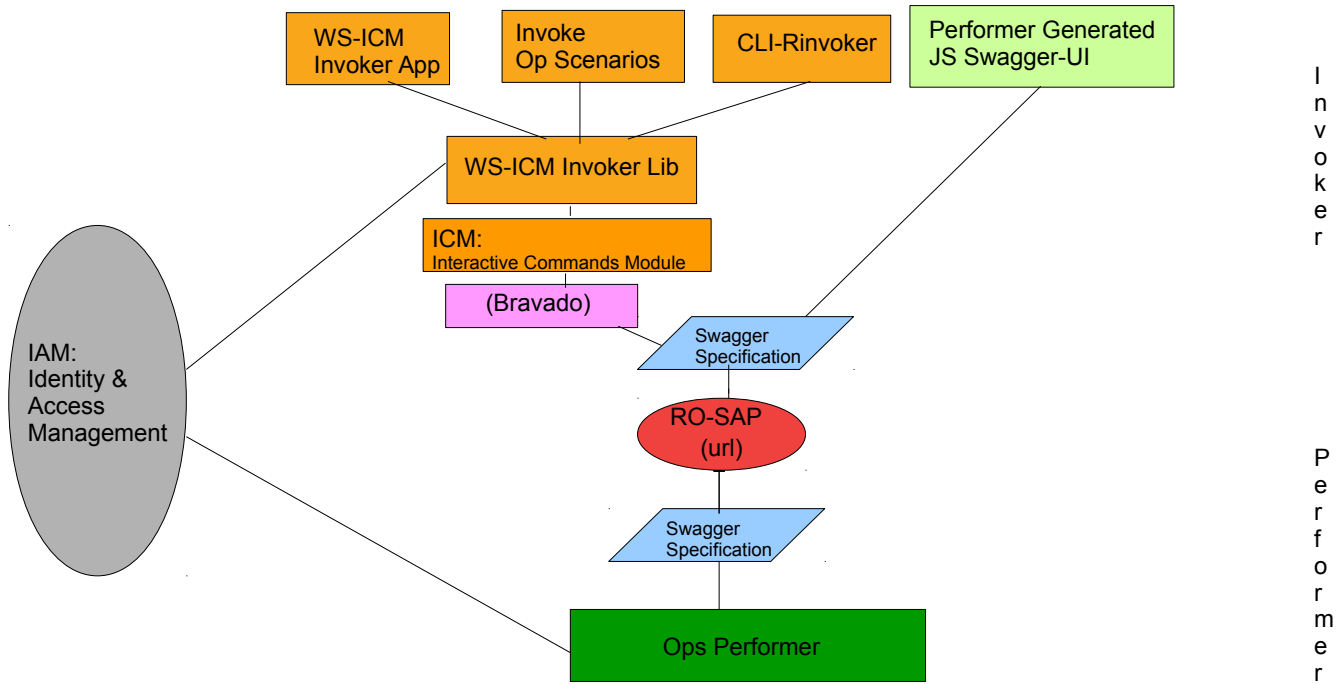 WS-ICM
Invoker App
Invoke
Op Scenarios
CLI-Rinvoker
Performer Generated
JS Swagger-UI
WS-ICM Invoker Lib
ICM:
Interactive Commands Module
(Bravado)
Swagger
Specification
IAM:
Identity &
Access
Management
RO-SAP
(url)
Swagger
Specification
Ops Performer
I
n
v
o
k
e
r
P
e
r
f
o
r
m
e
r